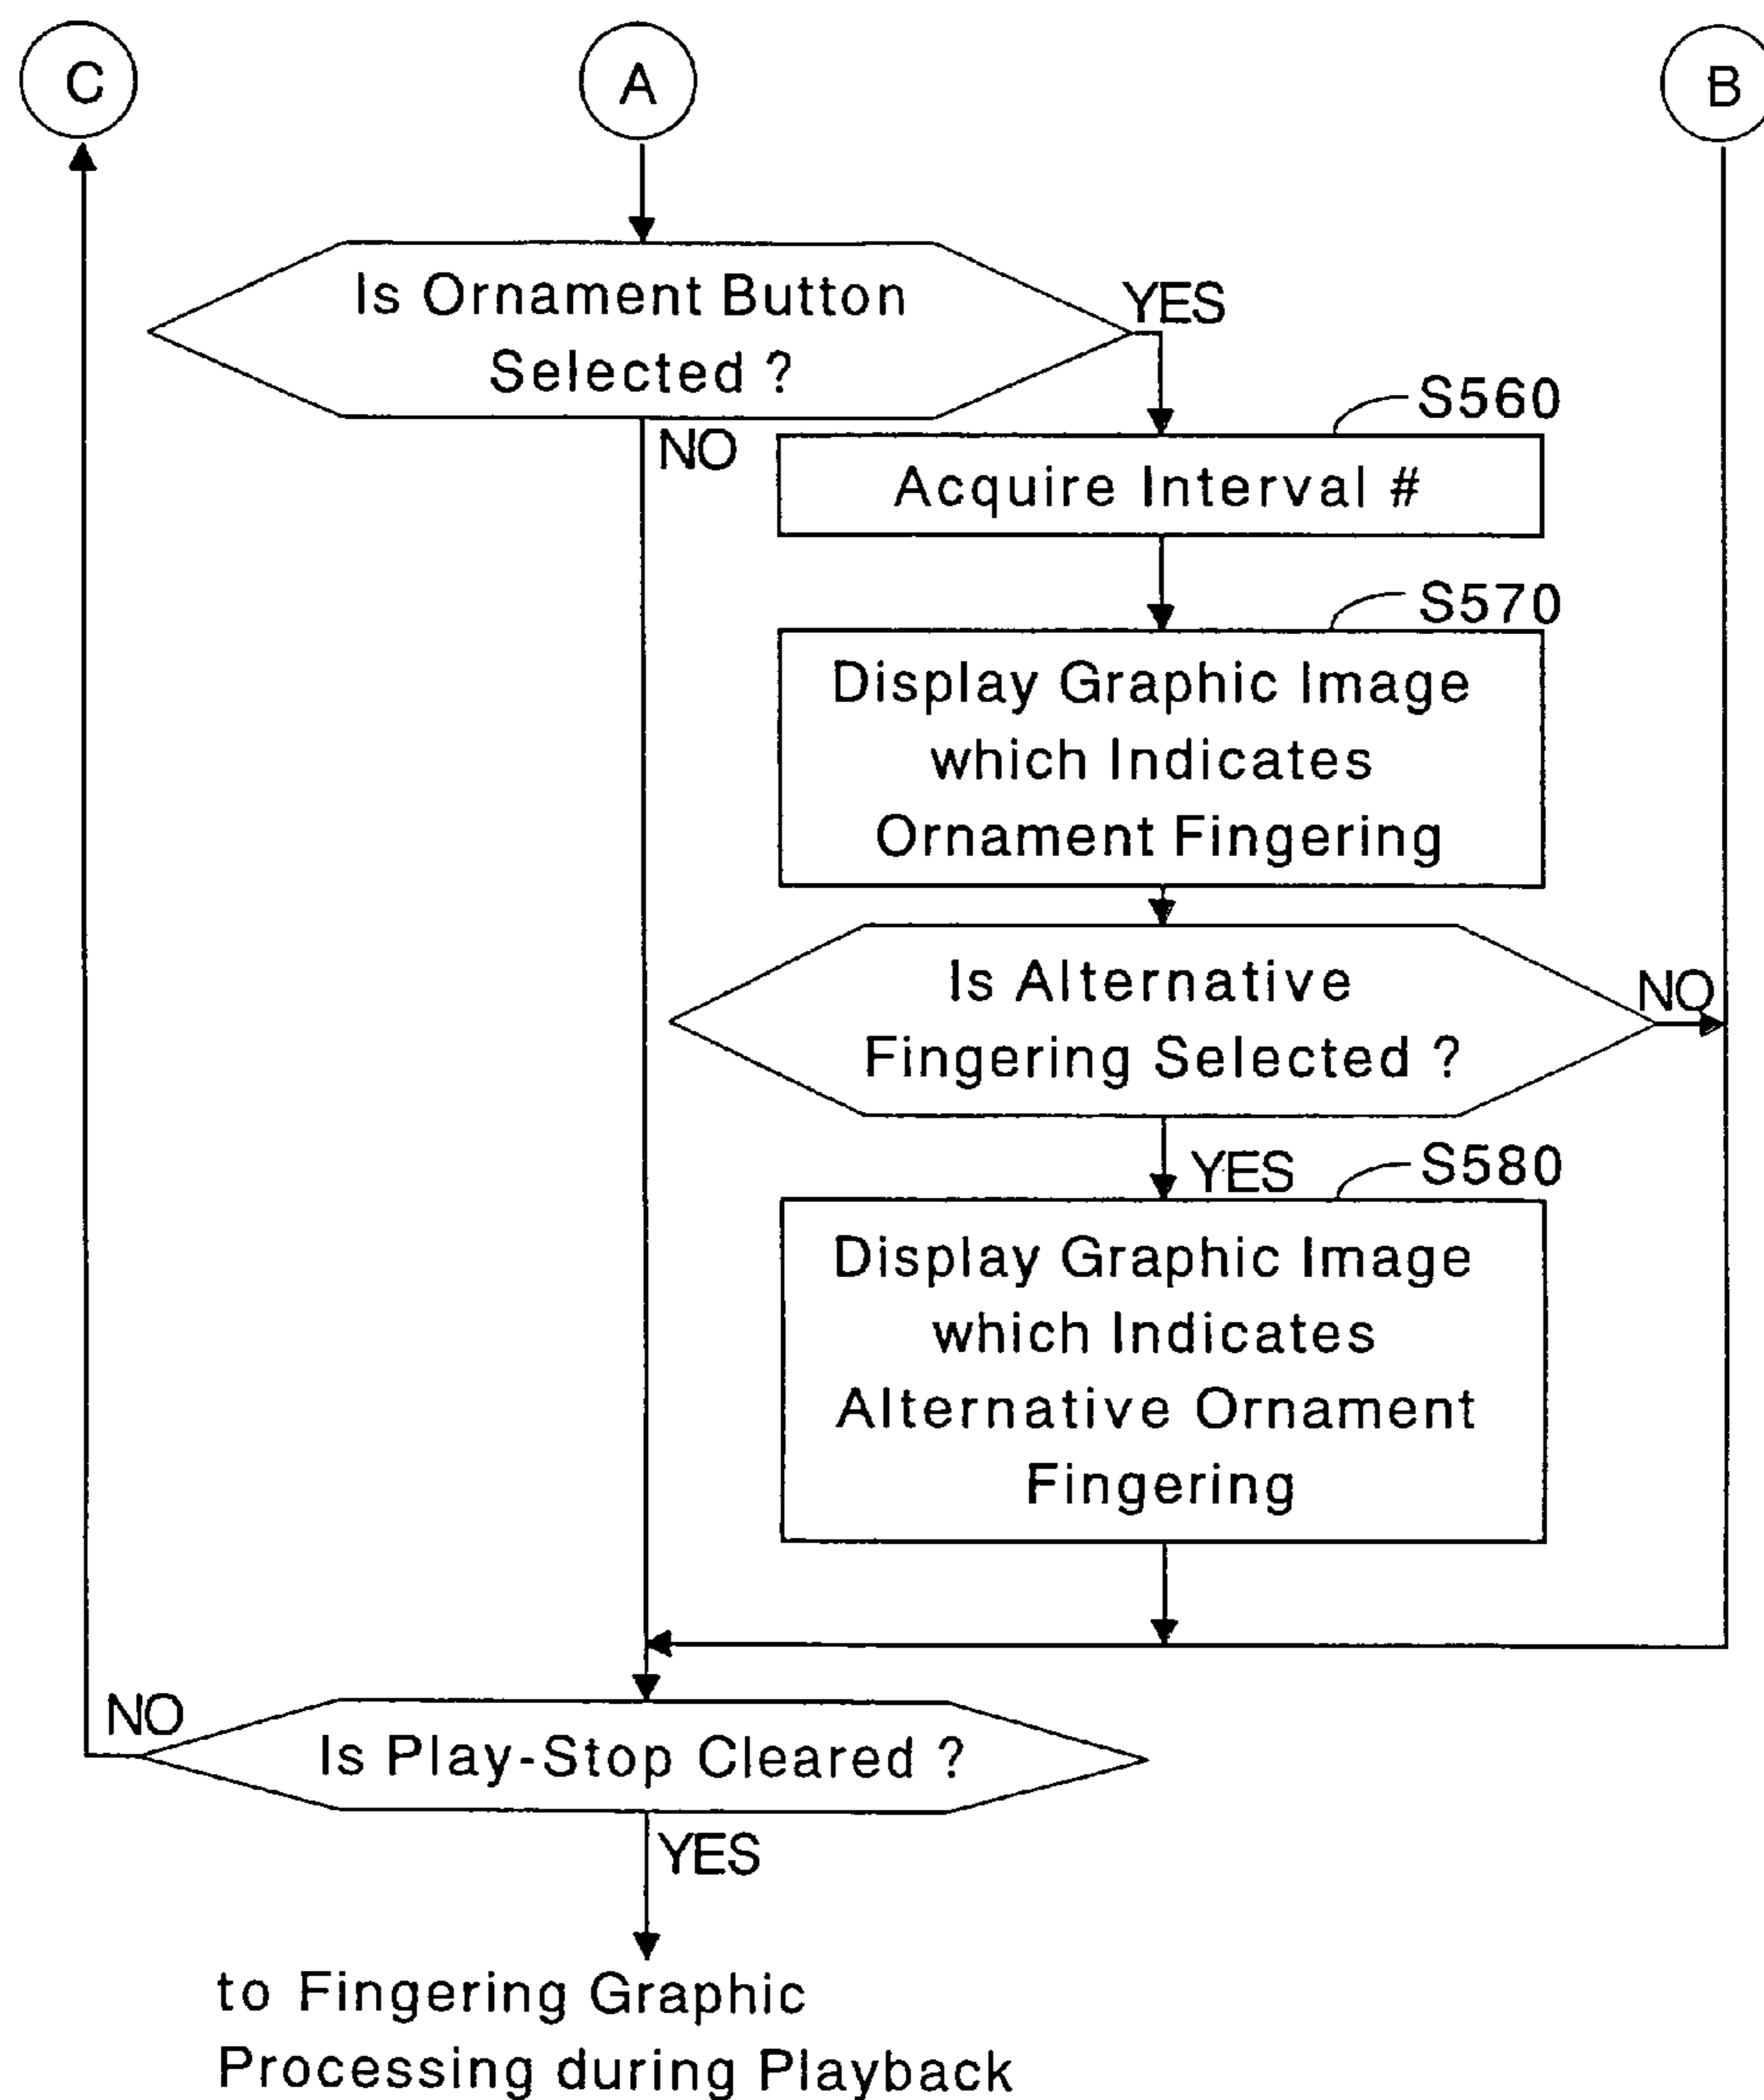 C
A
B
Is Ornament Button
Selected ?
YES
NO
S560
Acquire Interval #
S570
Display Graphic Image
which Indicates
Ornament Fingering
Is Alternative
Fingering Selected ?
NO
YES
S580
Display Graphic Image
which Indicates
Alternative Ornament
Fingering
NO
Is Play-Stop Cleared ?
YES
to Fingering Graphic
Processing during Playback